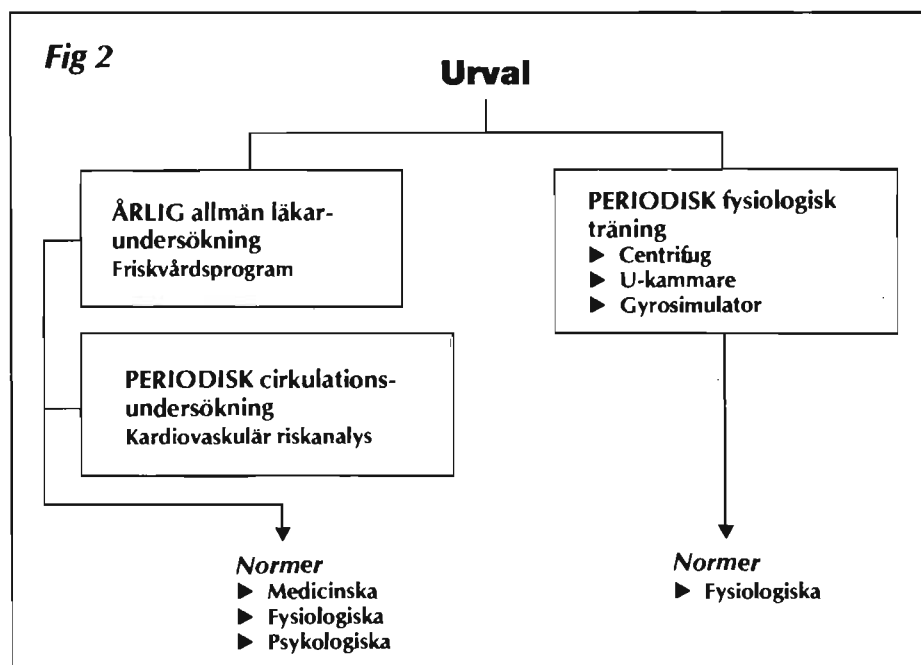 Fig 2
Urval
ÅRLIG allmän läkar-
undersökning
Friskvårdsprogram
PERIODISK cirkulations-
undersökning
Kardiovaskulär riskanalys
Normer
▶ Medicinska
▶ Fysiologiska
▶ Psykologiska
PERIODISK fysiologisk
träning
▶ Centrifug
▶ U-kammare
▶ Gyrosimulator
Normer
▶ Fysiologiska